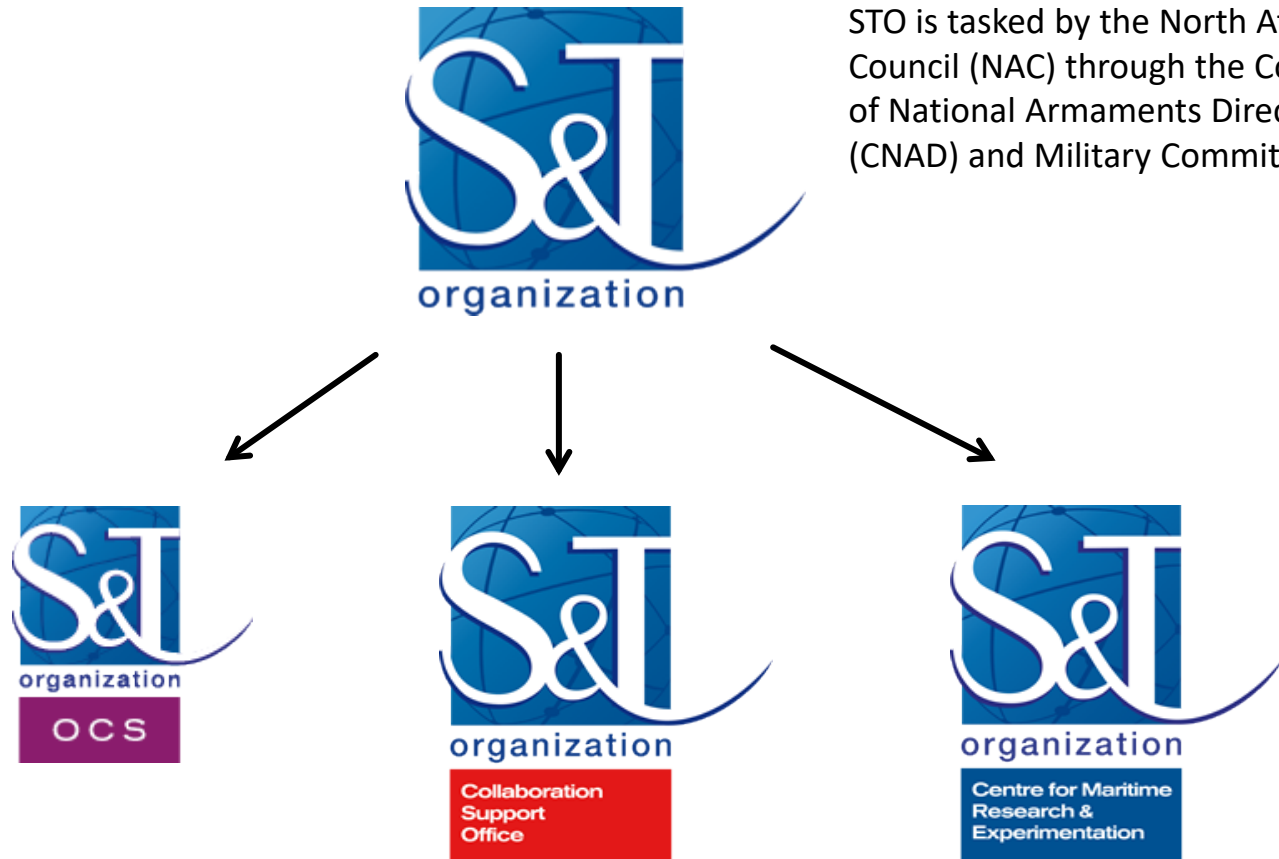 S&T
organization
STO is tasked by the North
Council (NAC) through the
of National Armaments
(CNAD) and Military
S&T
organization
OCS
S&T
organization
Collaboration
Support
Office
S&T
organization
Centre for Maritime
Research &
Experimentation